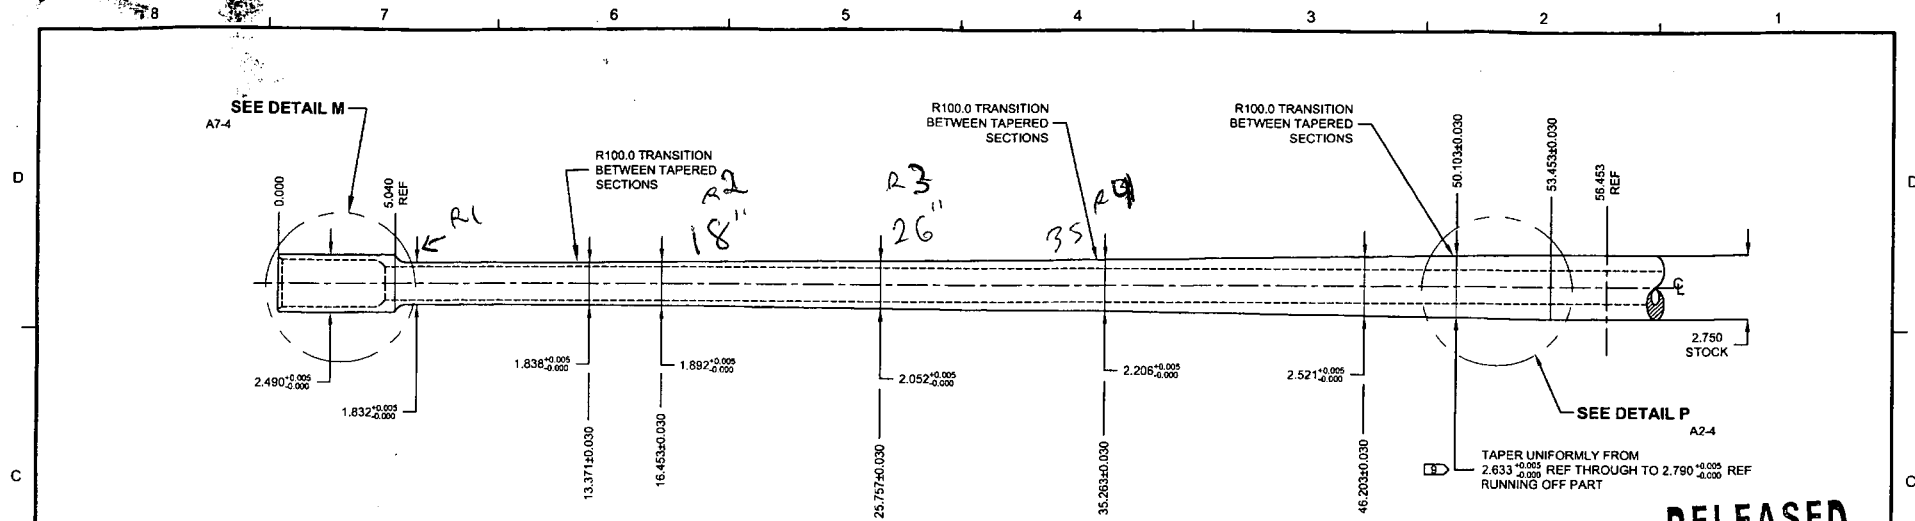 8 7 6 5 4 3 2 1
SEE DETAIL M
A7-4
R100.0 TRANSITION
BETWEEN TAPERED
SECTIONS
R100.0 TRANSITION
BETWEEN TAPERED
SECTIONS
R100.0 TRANSITION
BETWEEN TAPERED
SECTIONS
D
D
0.000
5.040
REF
R1
R2
18"
R3
26"
35
R4
50.103±0.030
53.453±0.030
56.453
REF
℄
2.490 +0.005 -0.000
1.832 +0.005 -0.000
1.838 +0.005 -0.000
1.892 +0.005 -0.000
2.052 +0.005 -0.000
2.206 +0.005 -0.000
2.521 +0.005 -0.000
2.750
STOCK
13.371±0.030
16.453±0.030
25.757±0.030
35.263±0.030
46.203±0.030
SEE DETAIL P
A2-4
9
TAPER UNIFORMLY FROM
2.633 +0.005 -0.000 REF THROUGH TO 2.790 +0.005 -0.000 REF
RUNNING OFF PART
C
C
RELEASED